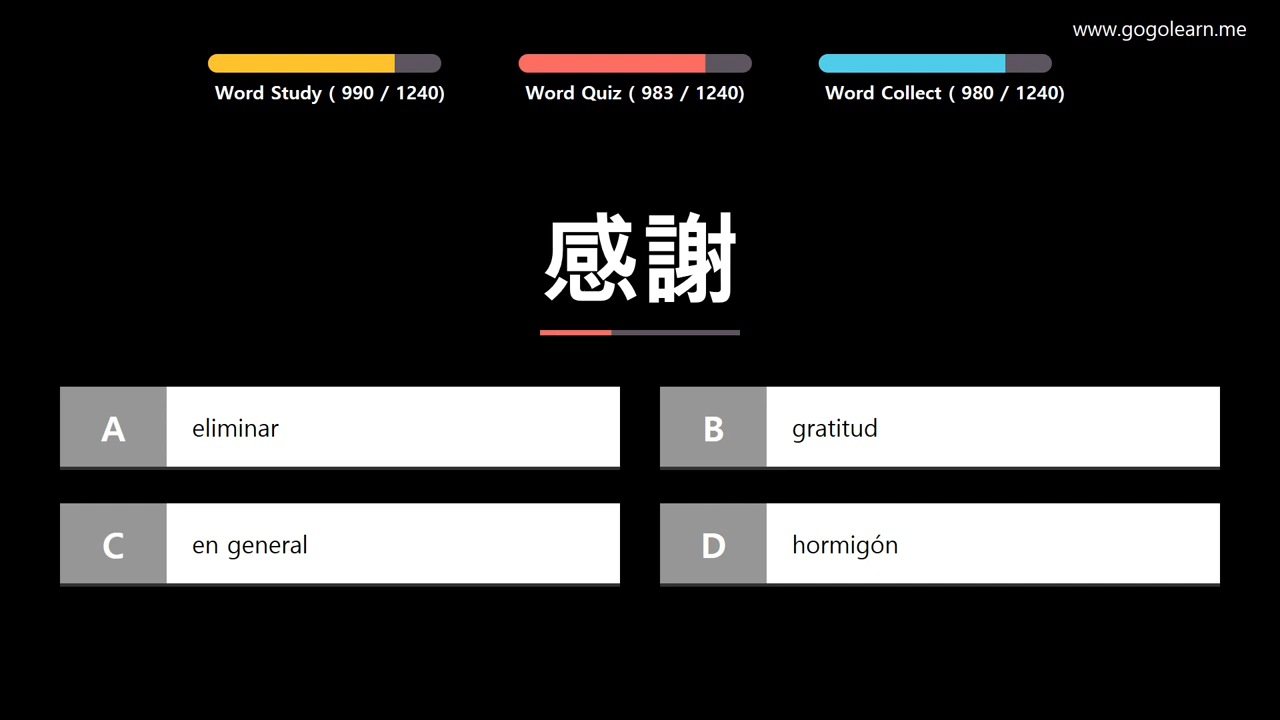 www.gogolearn.me
Word Study ( 990 / 1240)
Word Quiz ( 983 / 1240)
Word Collect ( 980 / 1240)
感謝
A eliminar
B gratitud
C en general
D hormigón